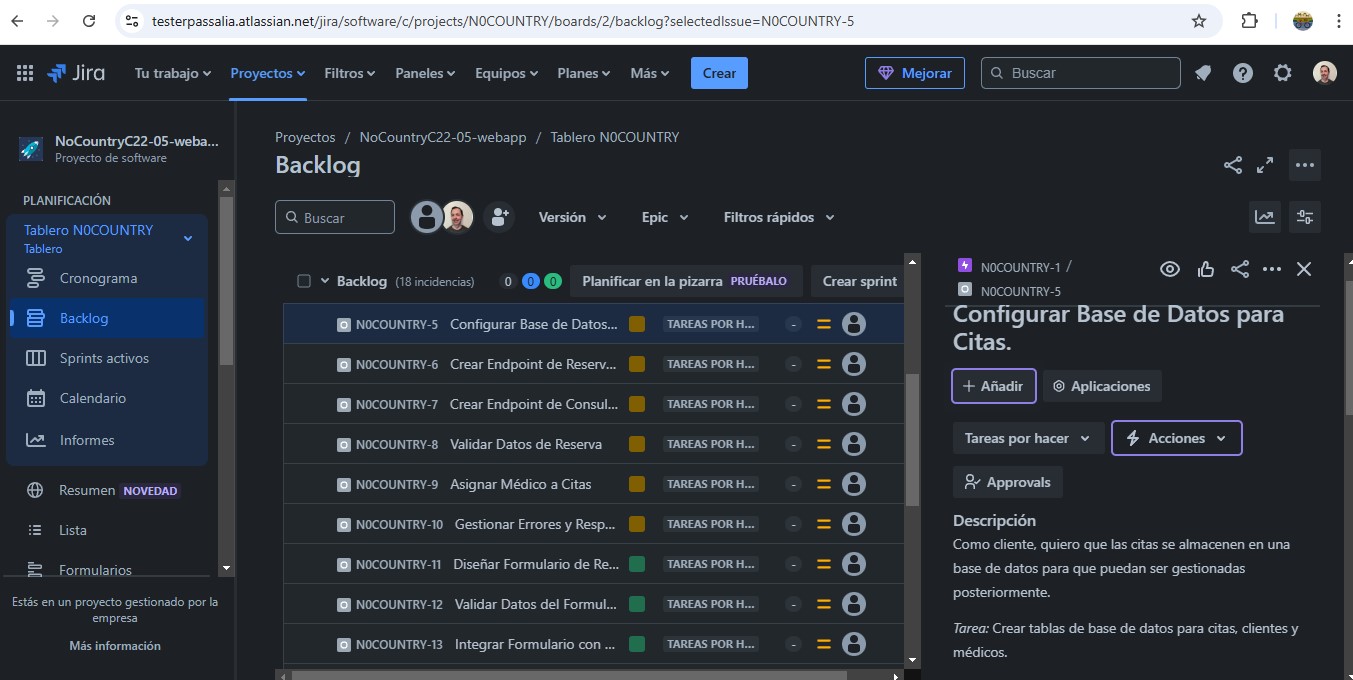 testerpassalia.atlassian.net/jira/software/c/projects/N0COUNTRY/boards/2/backlog?selectedIssue=N0COUNTRY-5
Jira Tu trabajo Proyectos Filtros Paneles Equipos Planes Más Crear Mejorar Buscar
NoCountryC22-05-weba...
Proyecto de software
PLANIFICACIÓN
Tablero N0COUNTRY
Tablero
Cronograma
Backlog
Sprints activos
Calendario
Informes
Resumen NOVEDAD
Lista
Formularios
Estás en un proyecto gestionado por la
empresa
Más información
Proyectos / NoCountryC22-05-webapp / Tablero N0COUNTRY
Backlog
Buscar Versión Epic Filtros rápidos
Backlog (18 incidencias) 0 0 0 Planificar en la pizarra PRUÉBALO Crear sprint
N0COUNTRY-5 Configurar Base de Datos... TAREAS POR H... -
N0COUNTRY-6 Crear Endpoint de Reserv... TAREAS POR H... -
N0COUNTRY-7 Crear Endpoint de Consul... TAREAS POR H... -
N0COUNTRY-8 Validar Datos de Reserva TAREAS POR H... -
N0COUNTRY-9 Asignar Médico a Citas TAREAS POR H... -
N0COUNTRY-10 Gestionar Errores y Resp... TAREAS POR H... -
N0COUNTRY-11 Diseñar Formulario de Re... TAREAS POR H... -
N0COUNTRY-12 Validar Datos del Formul... TAREAS POR H... -
N0COUNTRY-13 Integrar Formulario con ... TAREAS POR H... -
N0COUNTRY-1 /
N0COUNTRY-5
Configurar Base de Datos para
Citas.
+ Añadir Aplicaciones
Tareas por hacer Acciones
Approvals
Descripción
Como cliente, quiero que las citas se almacenen en una
base de datos para que puedan ser gestionadas
posteriormente.
Tarea: Crear tablas de base de datos para citas, clientes y
médicos.